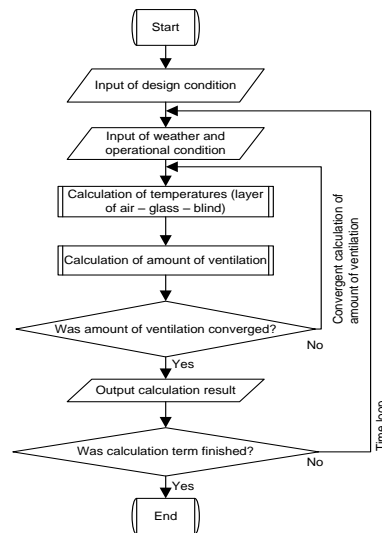 Start
Input of design condition
Input of weather and
operational condition
Calculation of temperatures (layer
of air – glass – blind)
Calculation of amount of ventilation
Convergent calculation of
amount of ventilation
Was amount of ventilation converged?
No
Yes
Output calculation result
Time loop
Was calculation term finished?
No
Yes
End